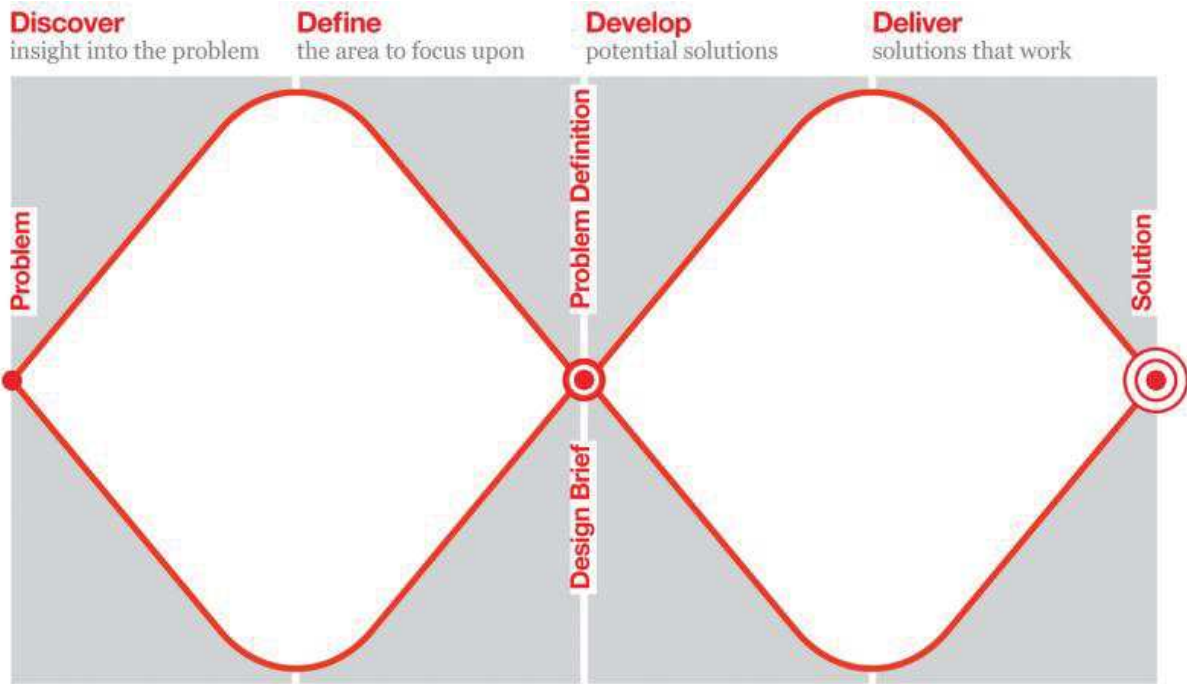 Discover
insight into the problem
Define
the area to focus upon
Develop
potential solutions
Deliver
solutions that work
Problem
Problem Definition
Design Brief
Solution